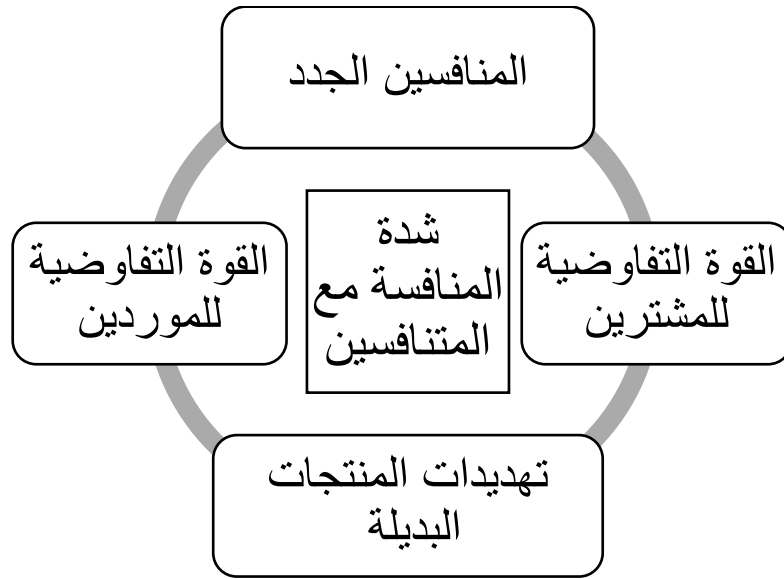 المنافسين الجدد
القوة التفاوضية
للمشترين
شدة
المنافسة مع
المتنافسين
القوة التفاوضية
للموردين
تهديدات المنتجات
البديلة